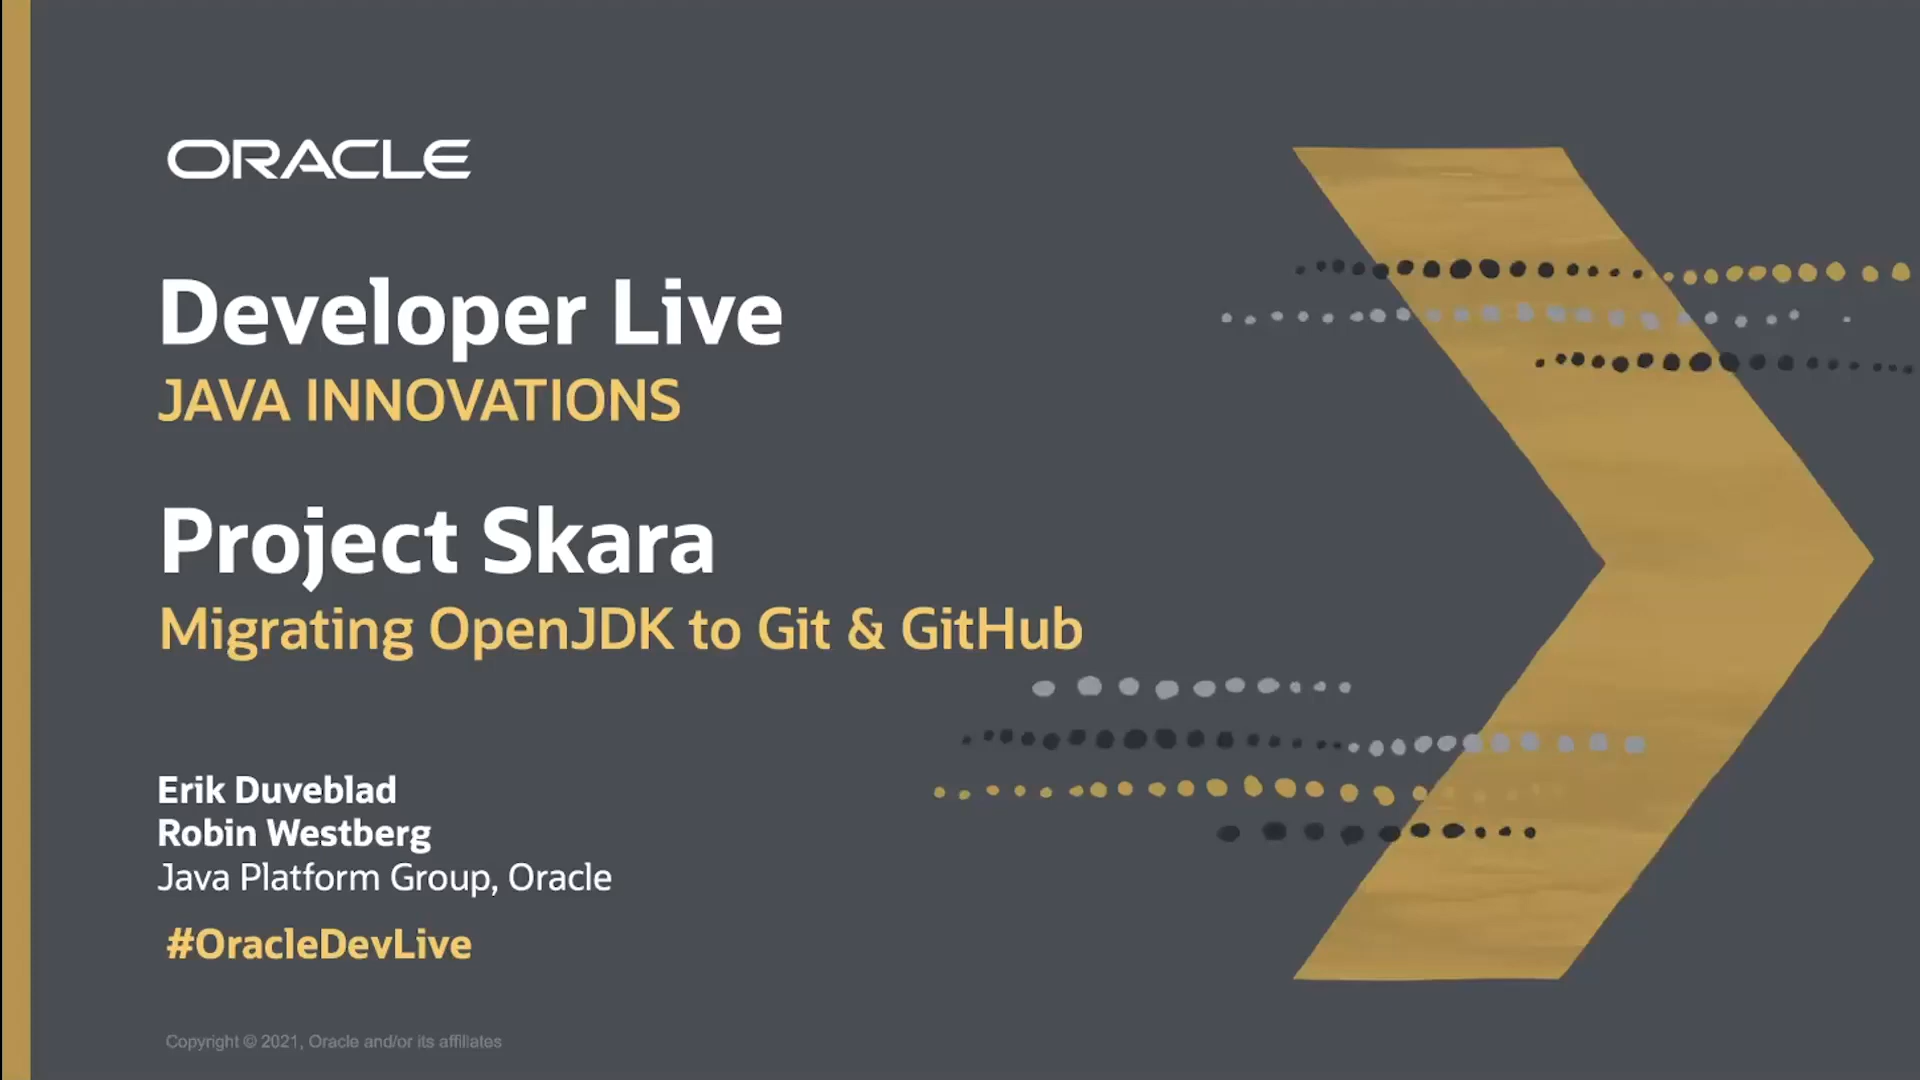 ORACLE
Developer Live
JAVA INNOVATIONS
Project Skara
Migrating OpenJDK to Git & GitHub
Erik Duveblad
Robin Westberg
Java Platform Group, Oracle
#OracleDevLive
Copyright © 2021, Oracle and/or its affiliates